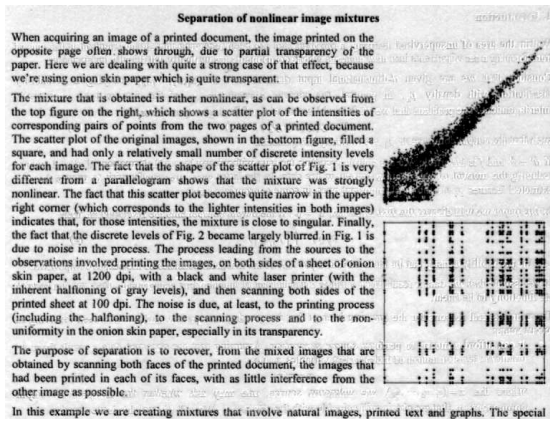 Separation of nonlinear image mixtures
When acquiring an image of a printed document, the image printed on the
opposite page often shows through, due to partial transparency of the
paper. Here we are dealing with quite a strong case of that effect, because
we're using onion skin paper which is quite transparent.
The mixture that is obtained is rather nonlinear, as can be observed from
the top figure on the right, which shows a scatter plot of the intensities of
corresponding pairs of points from the two pages of a printed document.
The scatter plot of the original images, shown in the bottom figure, filled a
square, and had only a relatively small number of discrete intensity levels
for each image. The fact that the shape of the scatter plot of Fig. 1 is very
different from a parallelogram shows that the mixture was strongly
nonlinear. The fact that this scatter plot becomes quite narrow in the upper-
right corner (which corresponds to the lighter intensities in both images)
indicates that, for those intensities, the mixture is close to singular. Finally,
the fact that the discrete levels of Fig. 2 became largely blurred in Fig. 1 is
due to noise in the process. The process leading from the sources to the
observations involved printing the images, on both sides of a sheet of onion
skin paper, at 1200 dpi, with a black and white laser printer (with the
inherent halftoning of gray levels), and then scanning both sides of the
printed sheet at 100 dpi. The noise is due, at least, to the printing process
(including the halftoning), to the scanning process and to the non-
uniformity in the onion skin paper, especially in its transparency.
The purpose of separation is to recover, from the mixed images that are
obtained by scanning both faces of the printed document, the images that
had been printed in each of its faces, with as little interference from the
other image as possible.
In this example we are creating mixtures that involve natural images, printed text and graphs. The special